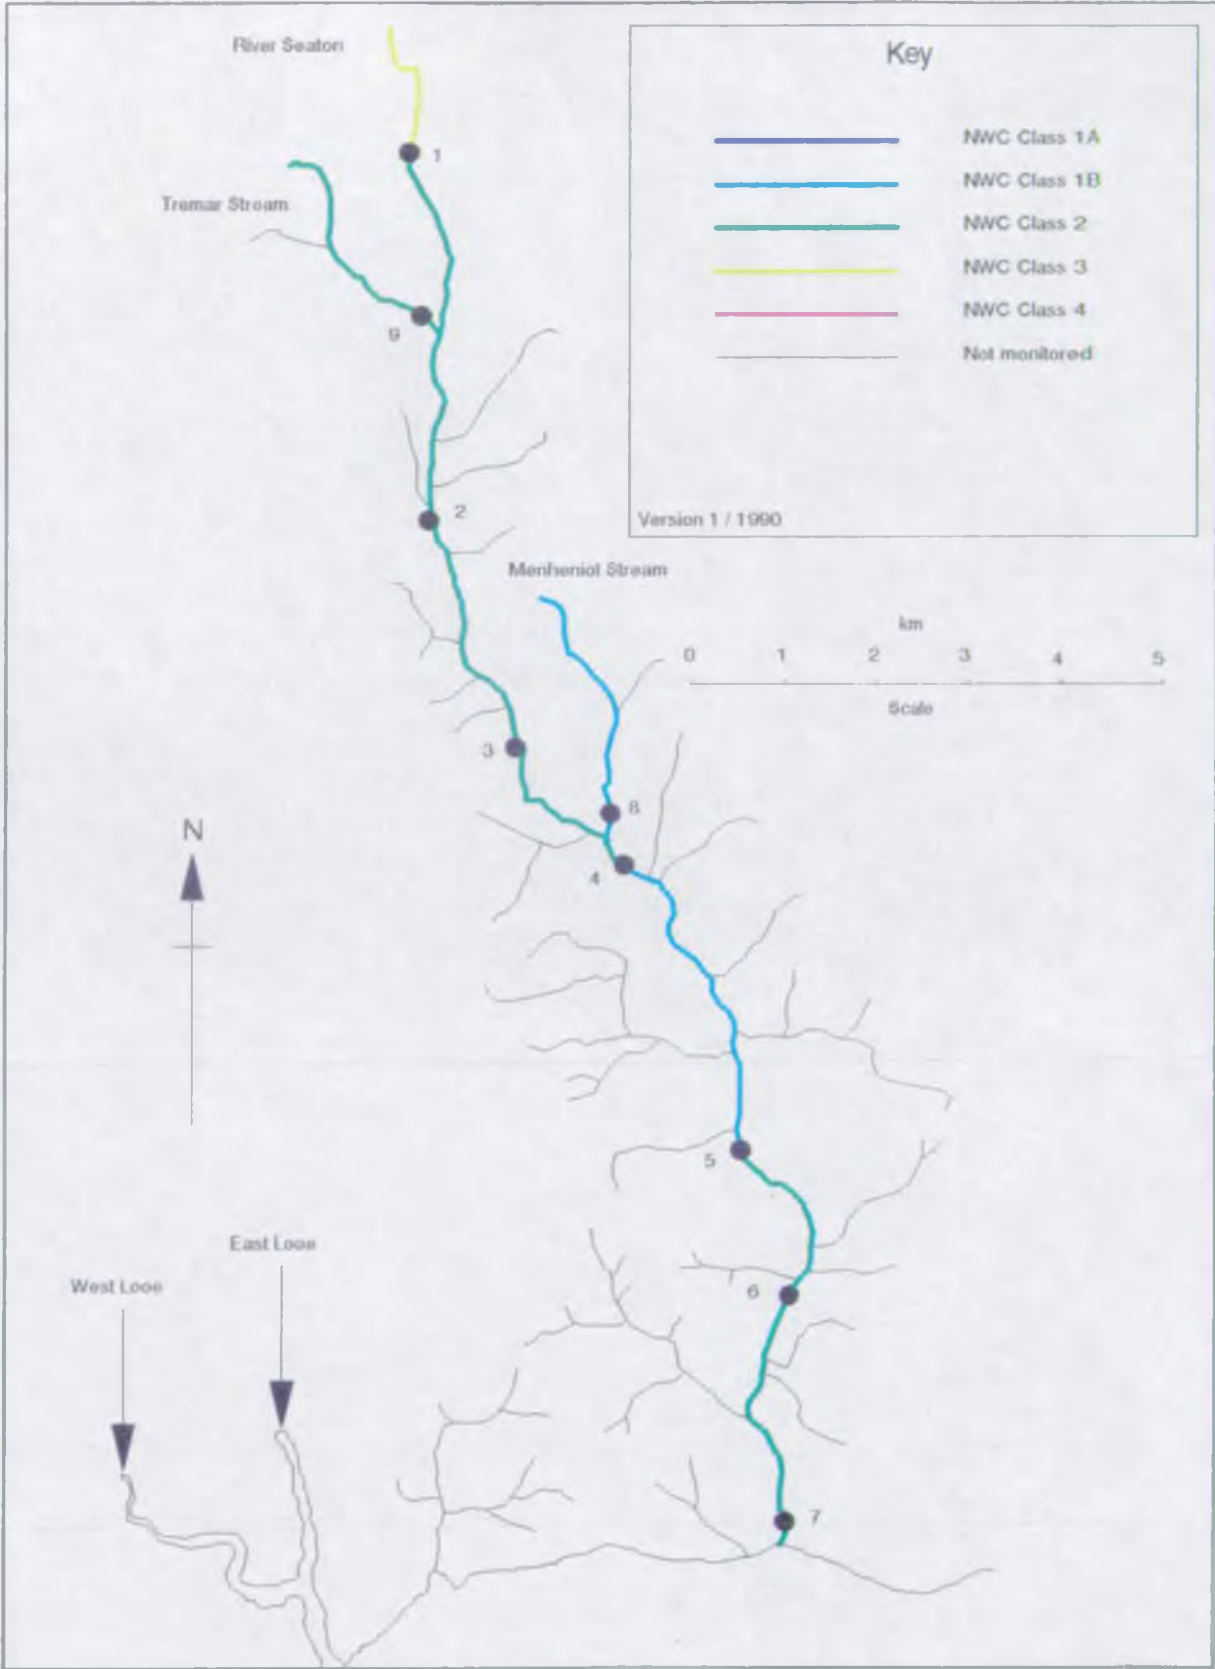 River Seaton
Key
NWC Class 1A
NWC Class 1B
NWC Class 2
NWC Class 3
NWC Class 4
Not monitored
Version 1 / 1990
1
Tremar Stream
9
2
Menheniot Stream
km
0 1 2 3 4 5
Scale
3
8
N
4
5
East Looe
West Looe
6
7